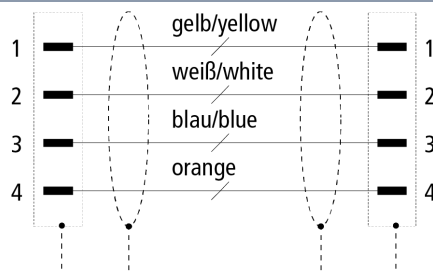 gelb/yellow
1 1
weiß/white
2 2
blau/blue
3 3
orange
4 4